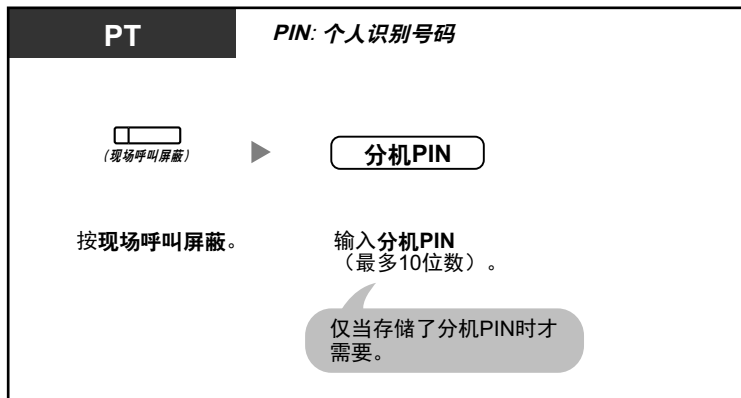 PT
PIN: 个人识别号码
（现场呼叫屏蔽）
分机PIN
按现场呼叫屏蔽。
输入分机PIN
（最多10位数）。
仅当存储了分机PIN时才
需要。